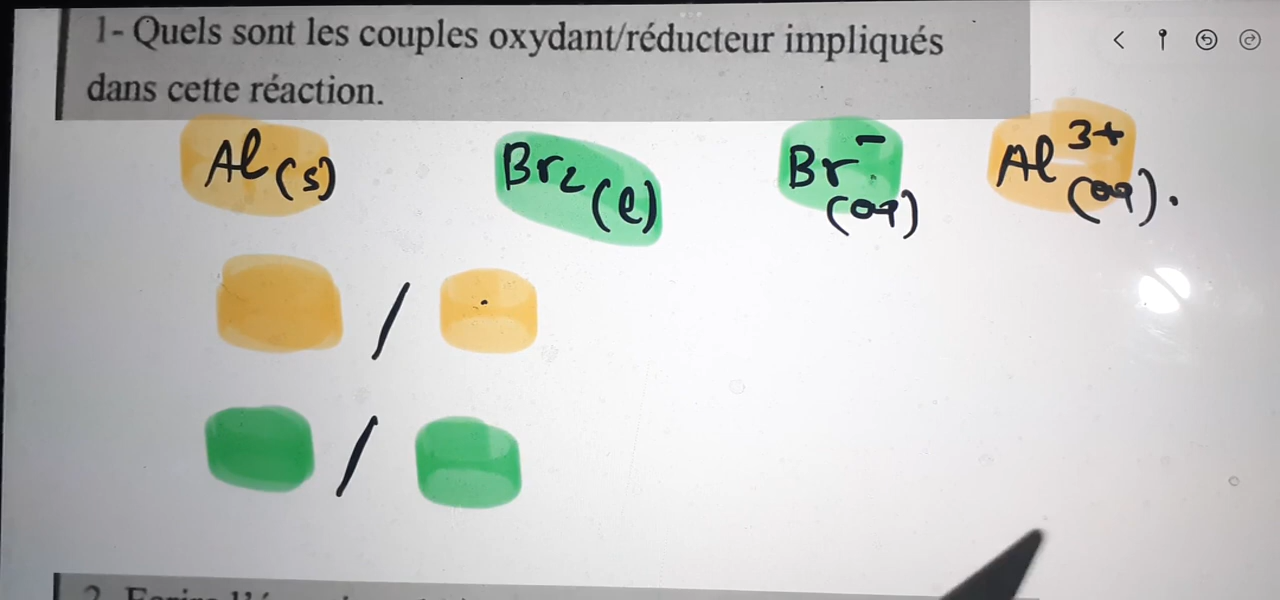 1- Quels sont les couples oxydant/réducteur impliqués
dans cette réaction.
Al(s) Br2(l) Br⁻(aq) Al³⁺(aq).
/
/